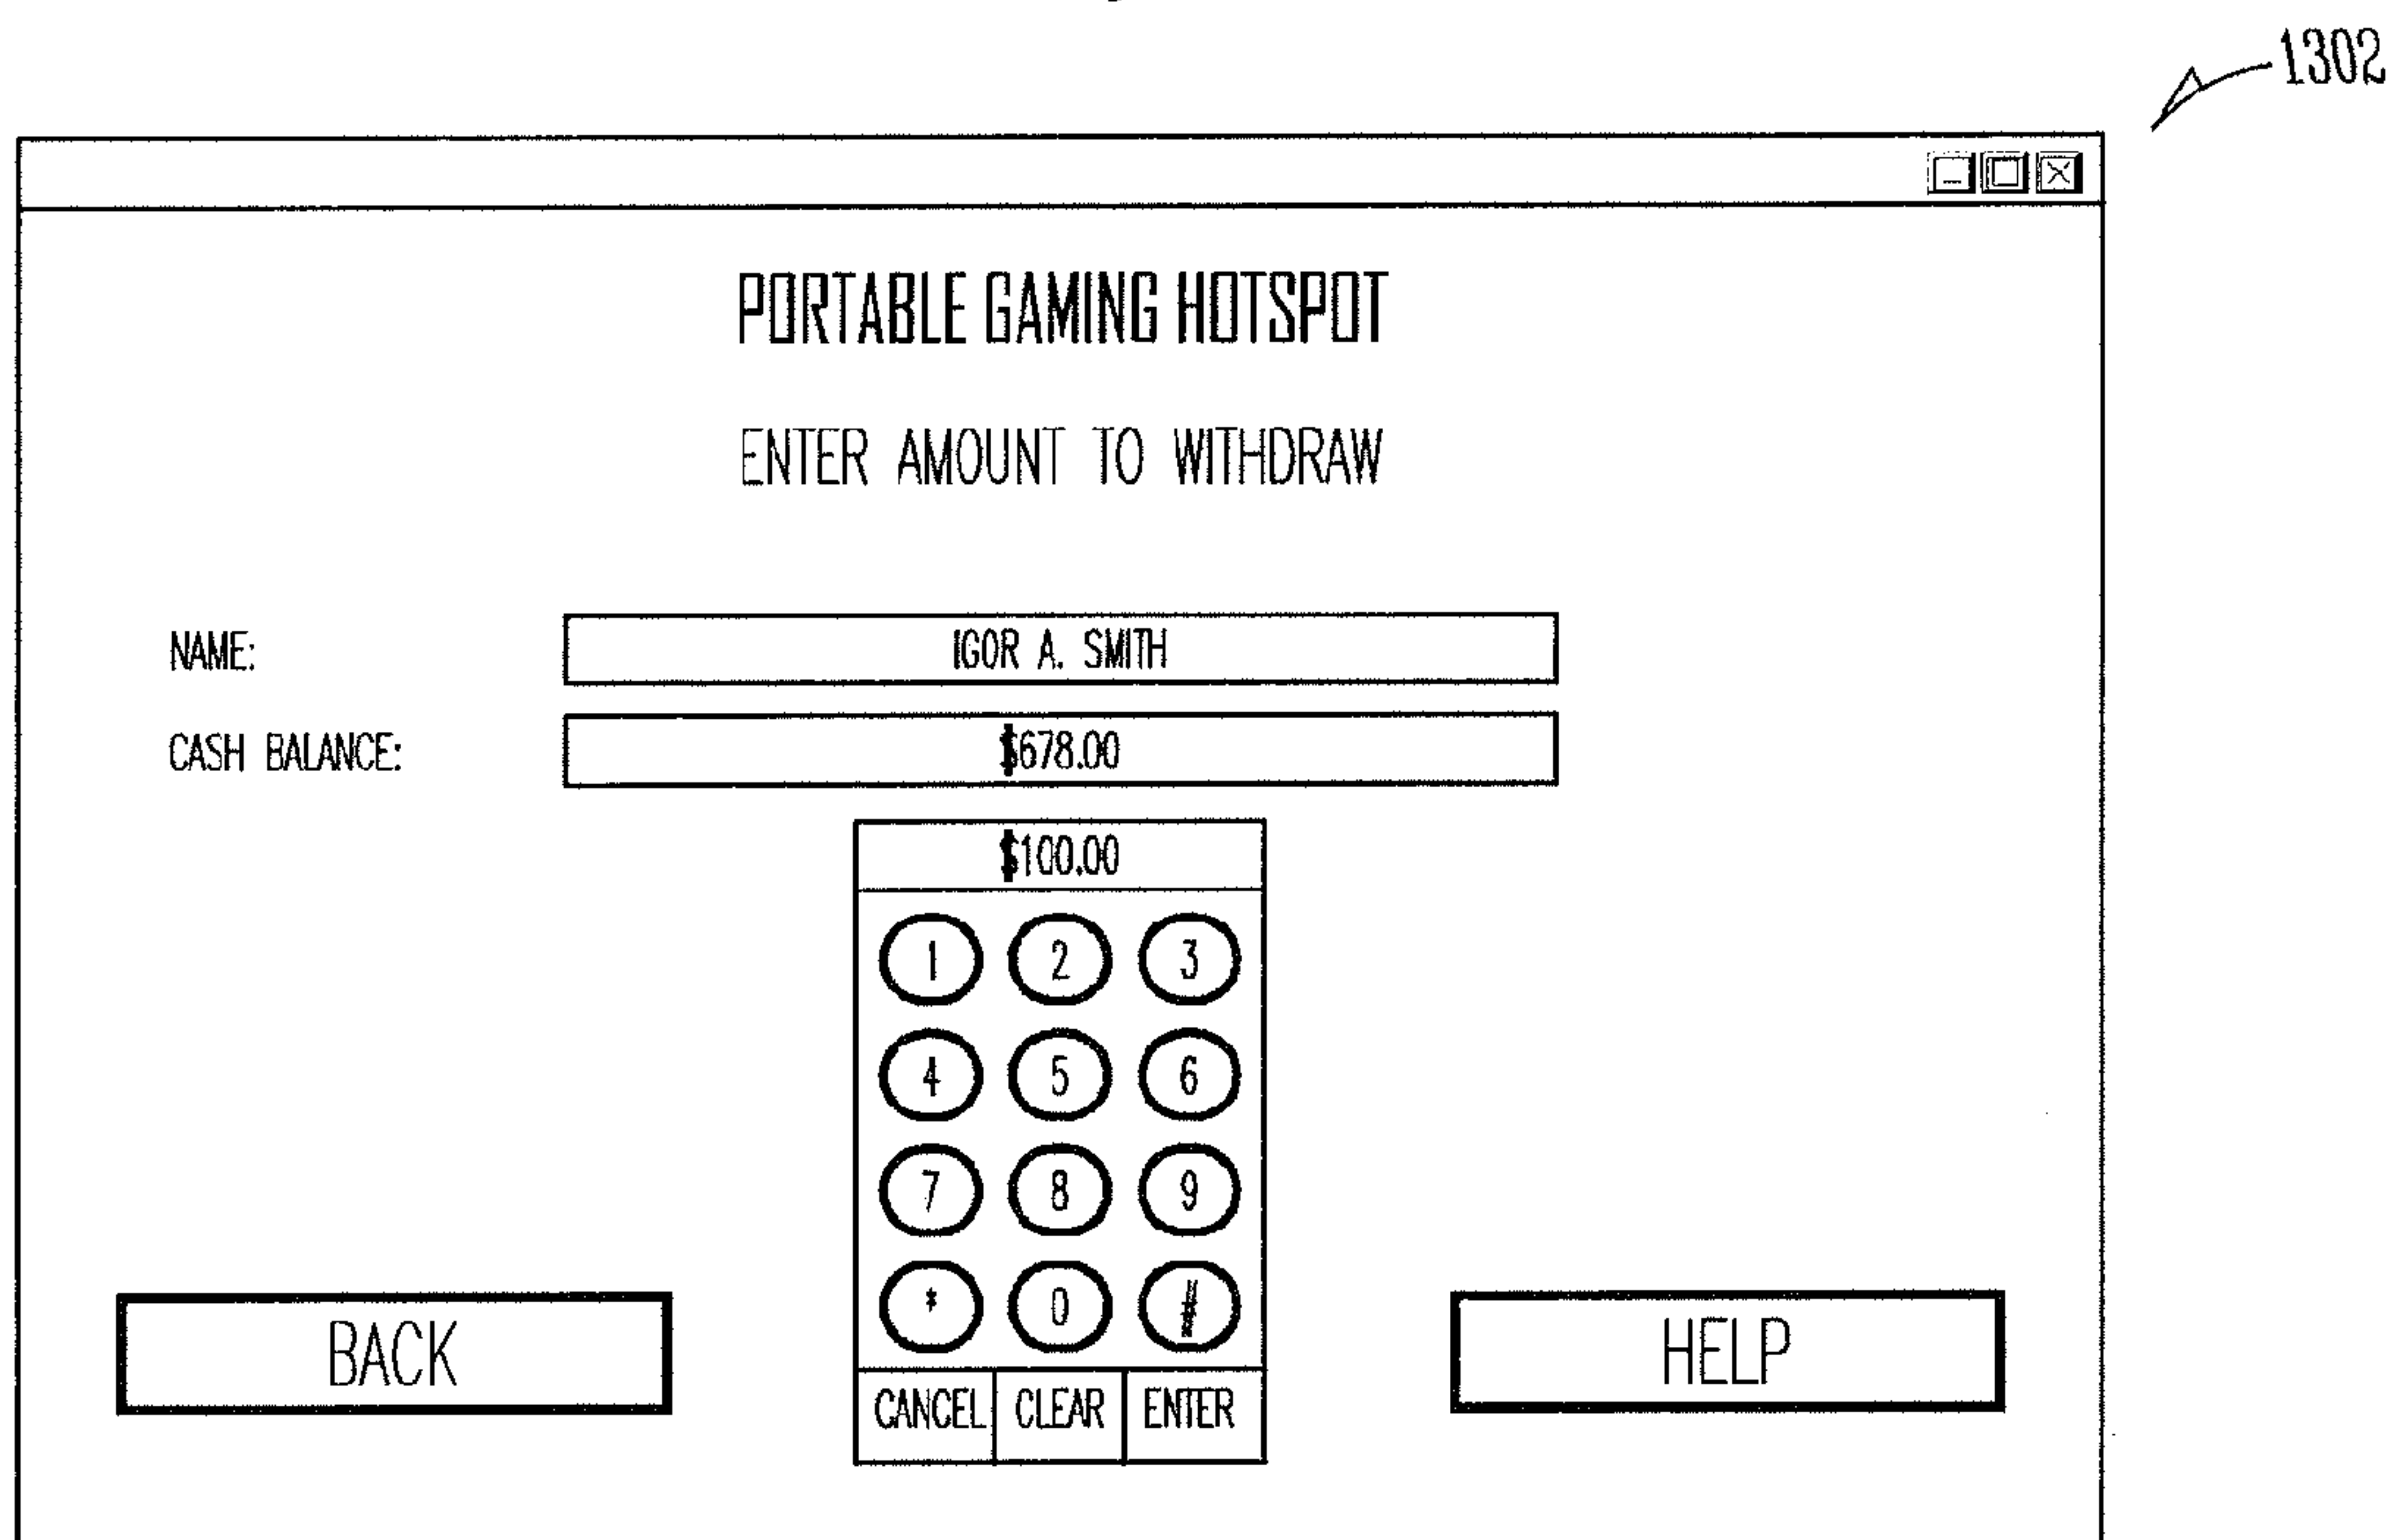 1302
PORTABLE GAMING HOTSPOT
ENTER AMOUNT TO WITHDRAW
NAME: IGOR A. SMITH
CASH BALANCE: $678.00
$100.00
1 2 3
4 5 6
7 8 9
* 0 #
BACK
HELP
CANCEL CLEAR ENTER